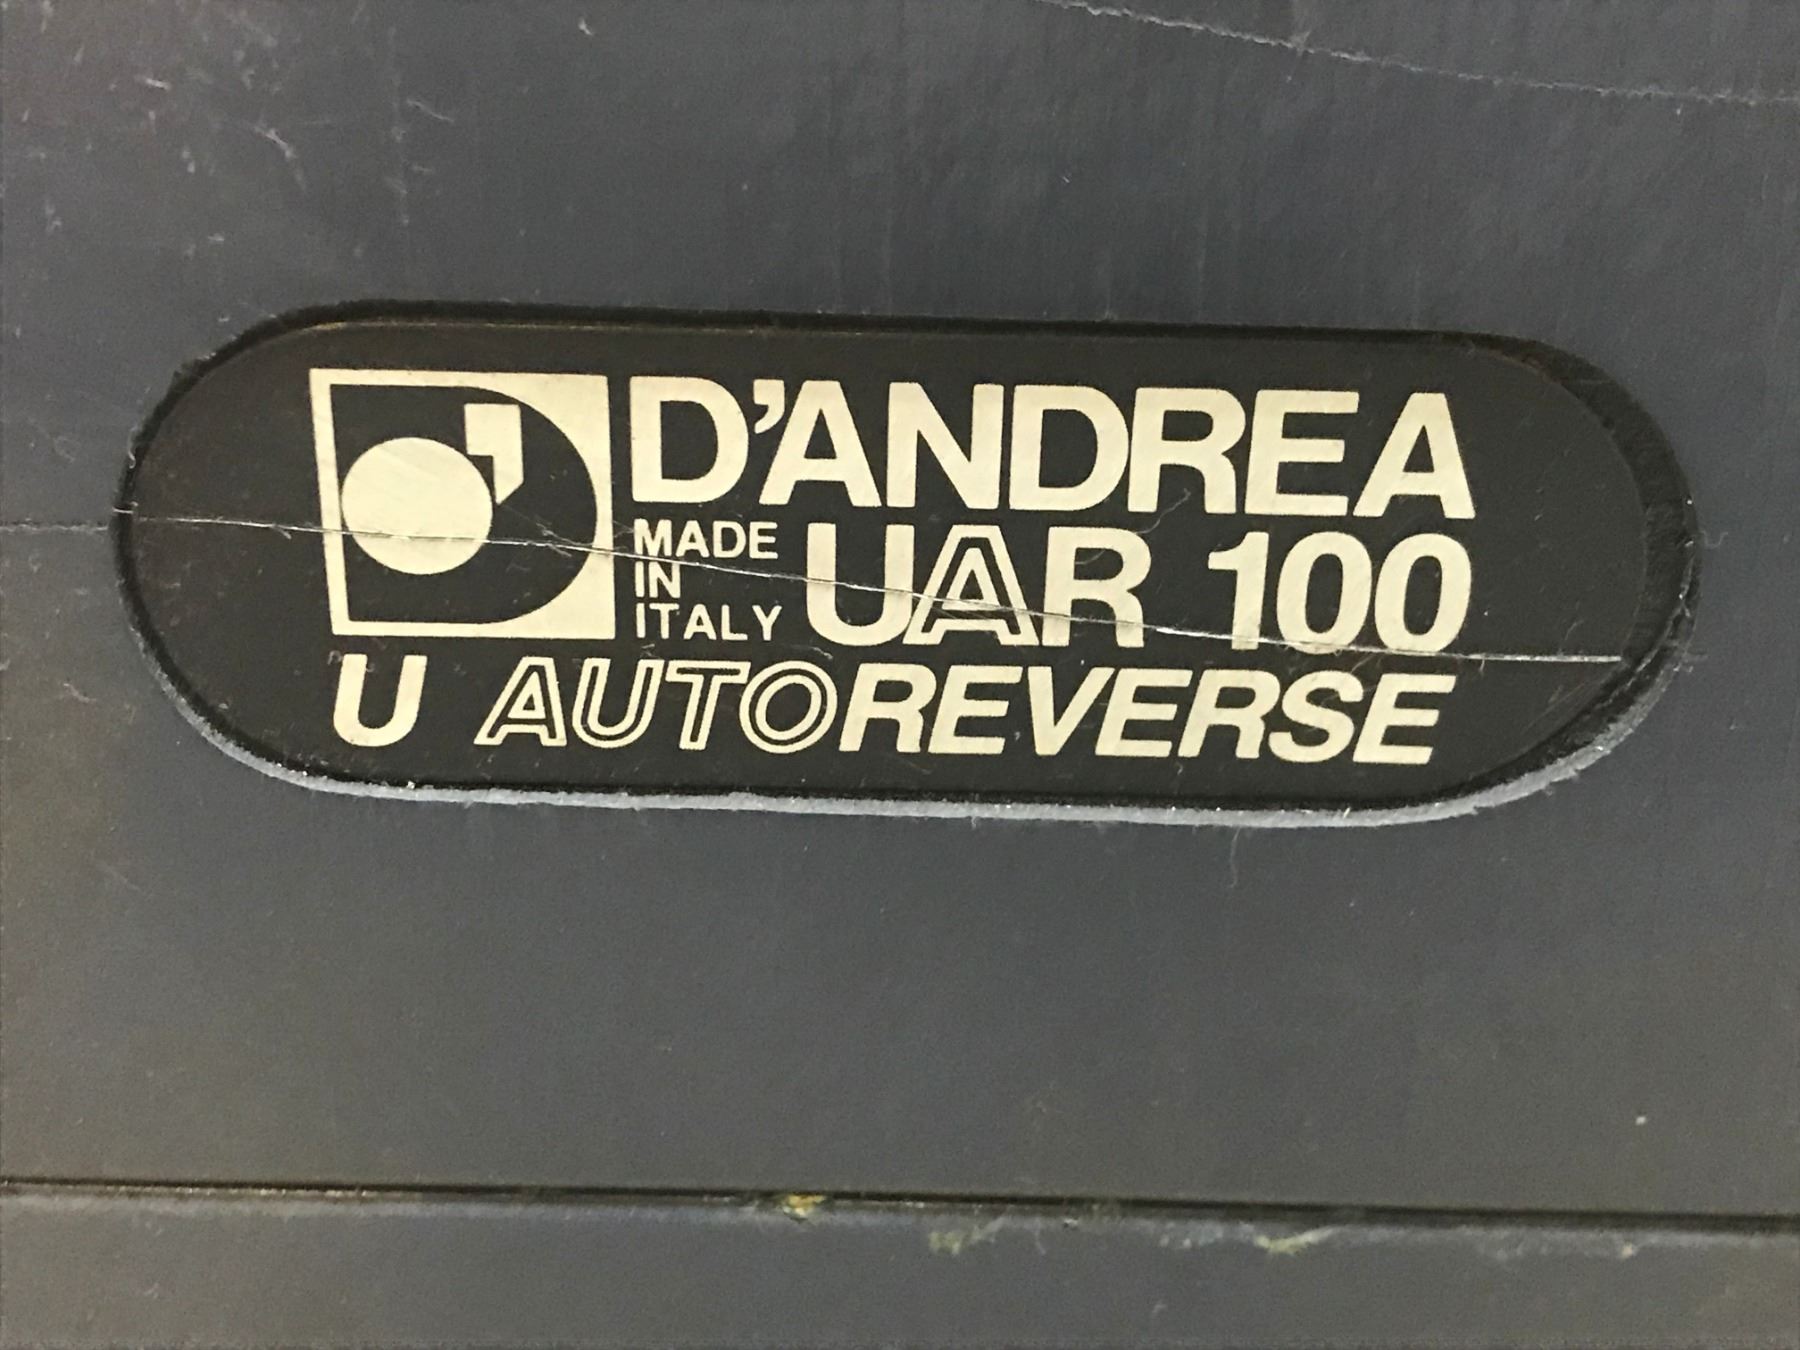 D'ANDREA
MADE
IN
ITALY
UAR 100
U AUTOREVERSE